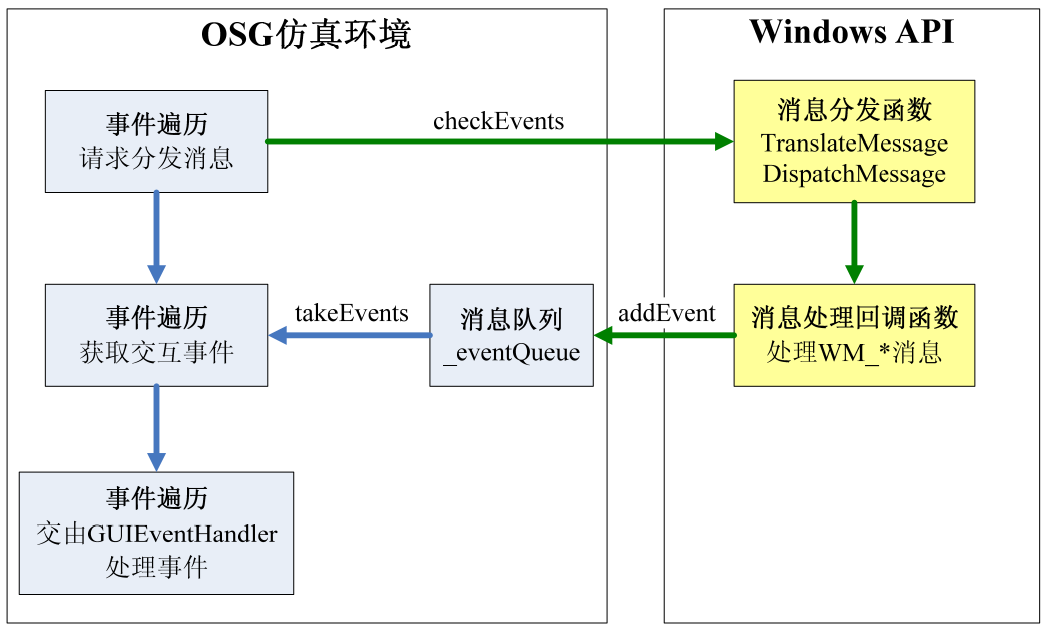 OSG仿真环境
Windows API
事件遍历
请求分发消息
checkEvents
消息分发函数
TranslateMessage
DispatchMessage
事件遍历
获取交互事件
takeEvents
消息队列
_eventQueue
addEvent
消息处理回调函数
处理WM_*消息
事件遍历
交由GUIEventHandler
处理事件